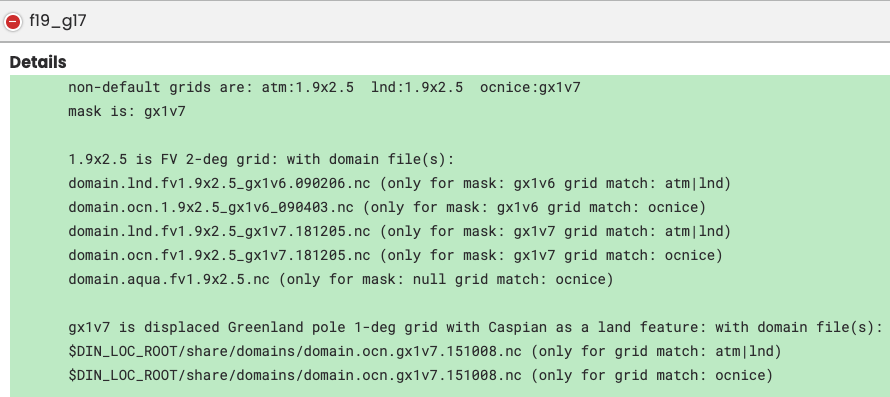 f19_g17
Details
non-default grids are: atm:1.9x2.5  lnd:1.9x2.5  ocnice:gx1v7
mask is: gx1v7
1.9x2.5 is FV 2-deg grid: with domain file(s):
domain.lnd.fv1.9x2.5_gx1v6.090206.nc (only for mask: gx1v6 grid match: atm|lnd)
domain.ocn.1.9x2.5_gx1v6_090403.nc (only for mask: gx1v6 grid match: ocnice)
domain.lnd.fv1.9x2.5_gx1v7.181205.nc (only for mask: gx1v7 grid match: atm|lnd)
domain.ocn.fv1.9x2.5_gx1v7.181205.nc (only for mask: gx1v7 grid match: ocnice)
domain.aqua.fv1.9x2.5.nc (only for mask: null grid match: ocnice)
gx1v7 is displaced Greenland pole 1-deg grid with Caspian as a land feature: with domain file(s):
$DIN_LOC_ROOT/share/domains/domain.ocn.gx1v7.151008.nc (only for grid match: atm|lnd)
$DIN_LOC_ROOT/share/domains/domain.ocn.gx1v7.151008.nc (only for grid match: ocnice)